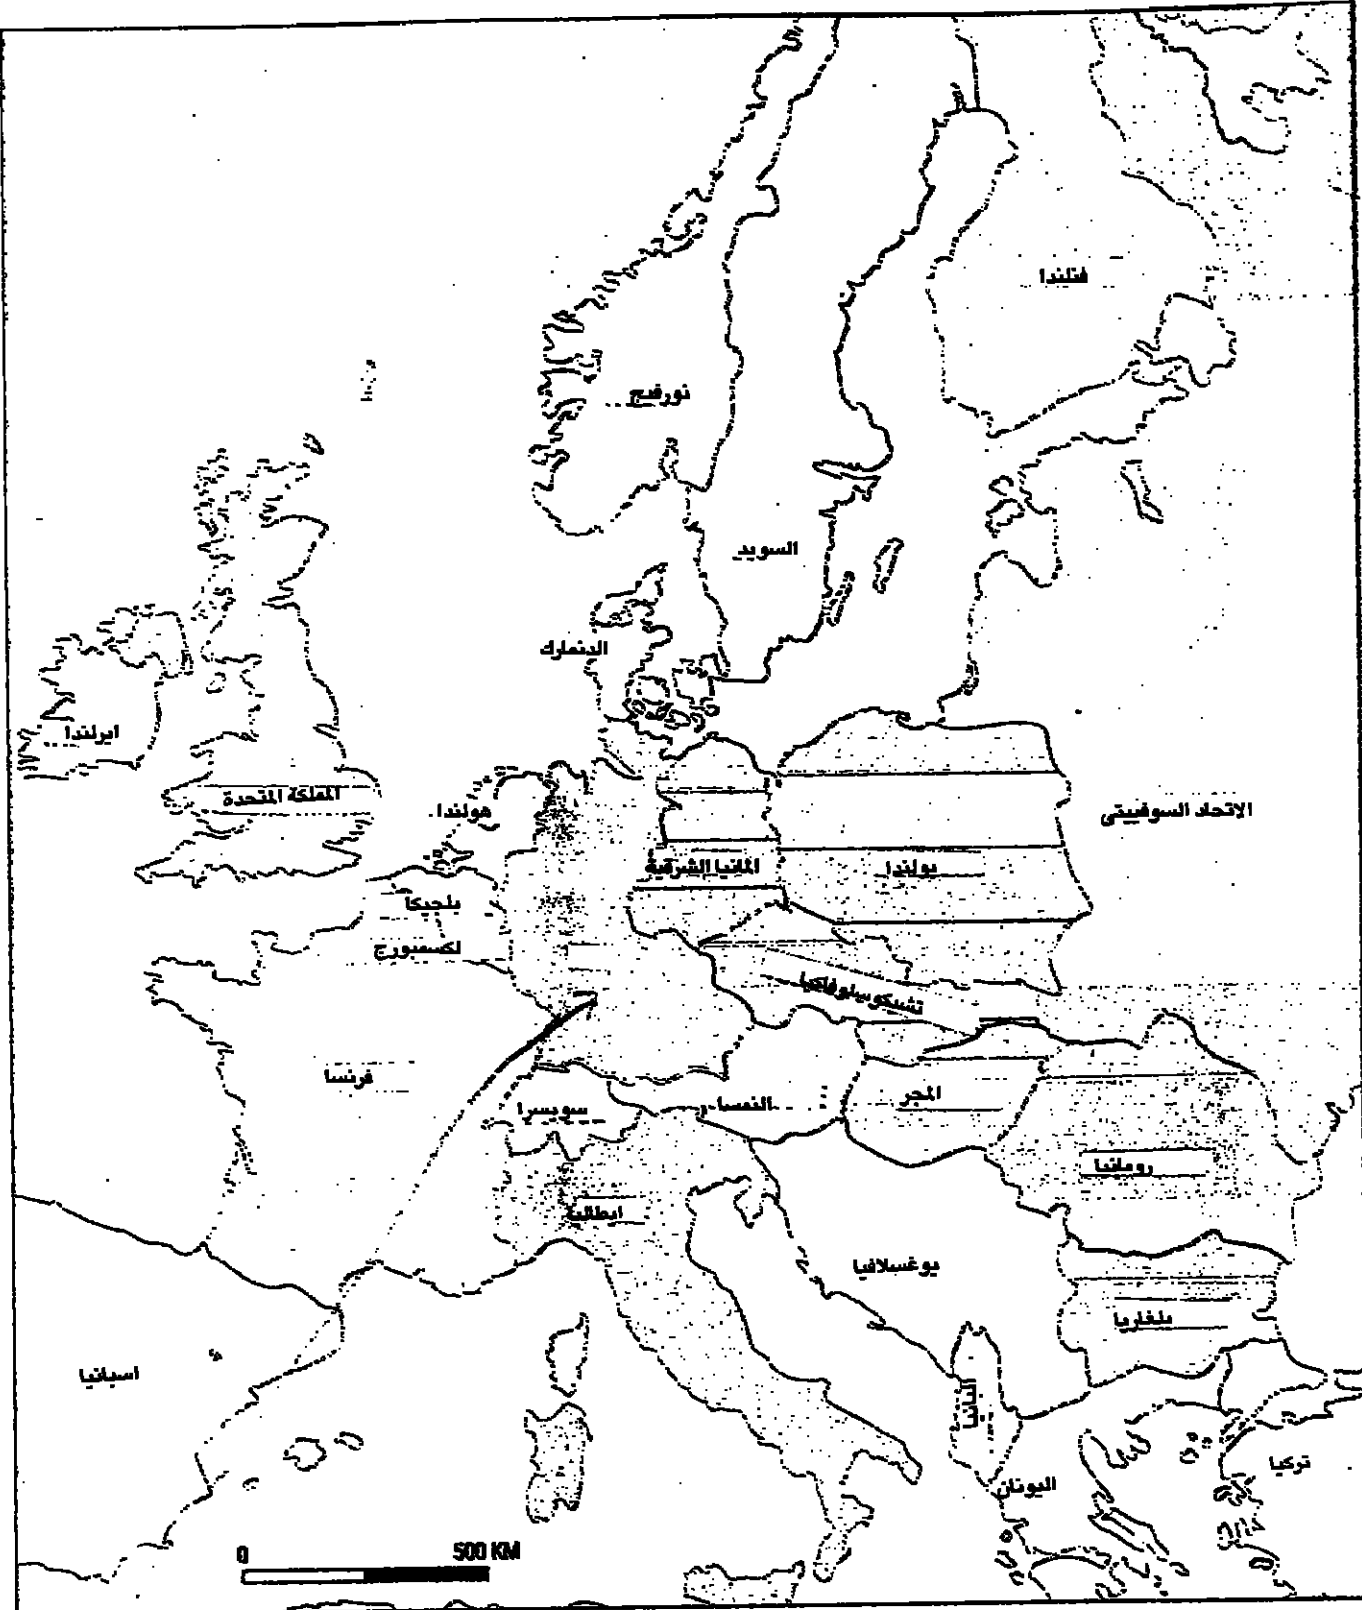 فنلندا
نورفيج
السويد
الدنمارك
ايرلندا
المملكة المتحدة
هولندا
الاتحاد السوفييتى
المانيا الشرقية
بولندا
بلجيكا
لكسمبورج
تشيكوسلوفاكيا
فرنسا
سويسرا
النمسا
المجر
رومانيا
ايطاليا
يوغسلافيا
بلغاريا
اسبانيا
البانيا
اليونان
تركيا
0 500 KM